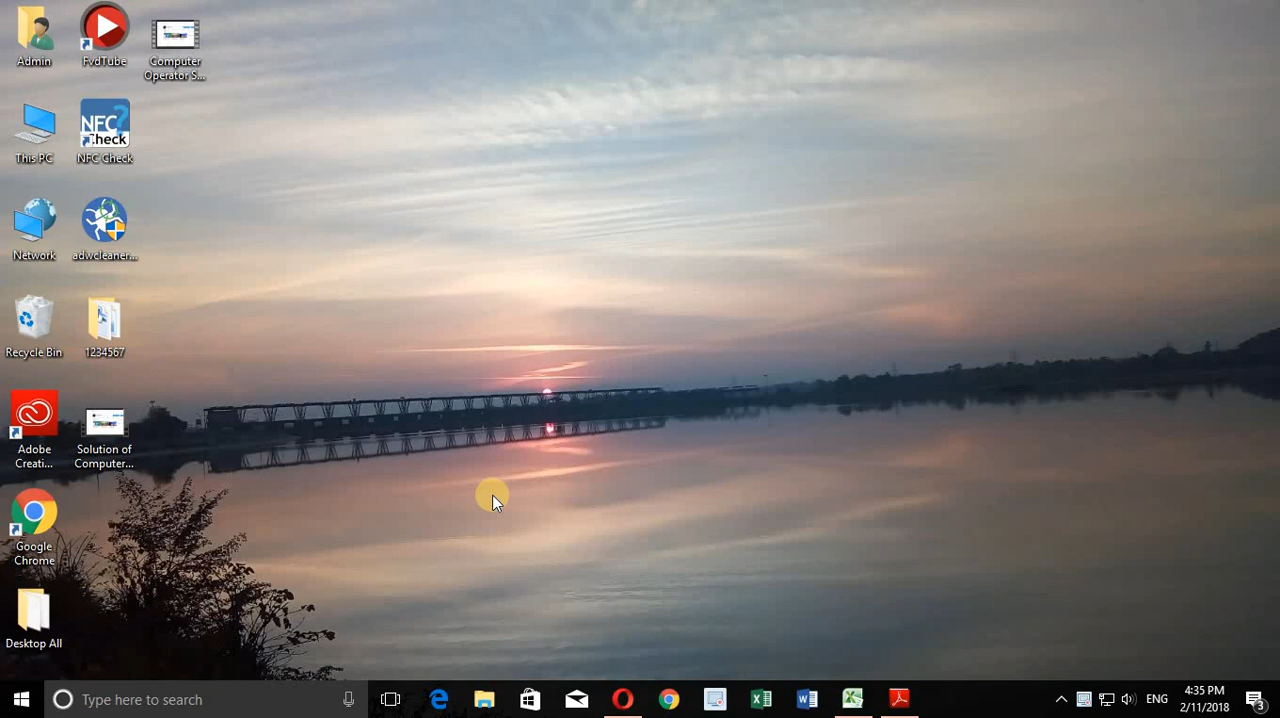 Admin
FvdTube
Computer
Operator S...
This PC
NFC
Check
NFC Check
Network
adwcleaner...
Recycle Bin
1234567
Adobe
Creati...
Solution of
Computer...
Google
Chrome
Desktop All
Type here to search
ENG
4:35 PM
2/11/2018
3